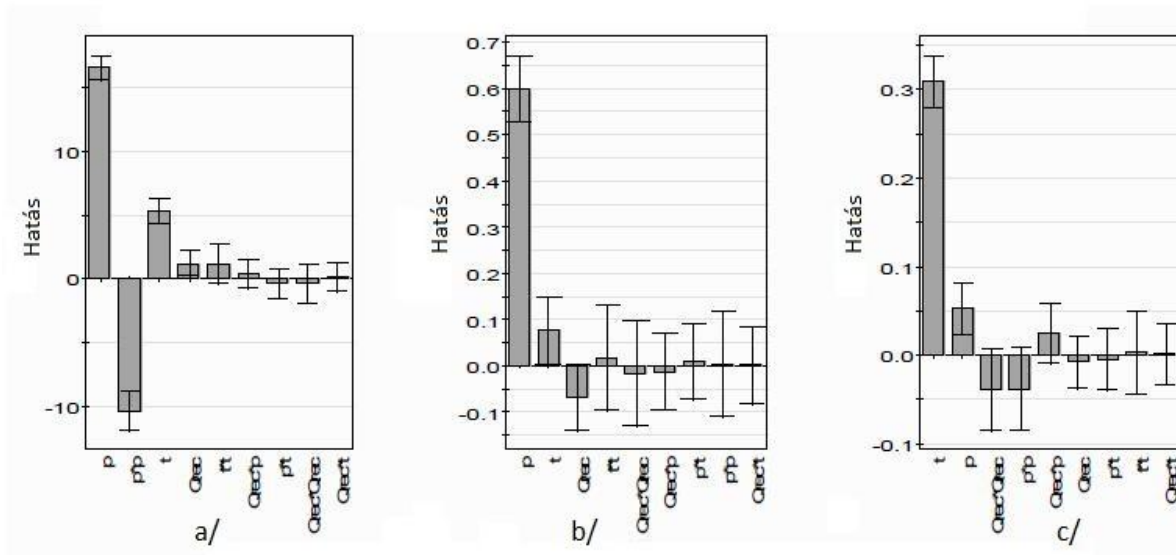 Hatás
10
0
-10
p
p*p
t
Qrec
t*t
Qrec*p
p*t
Qrec*Qrec
Qrec*t
a/
Hatás
0.7
0.6
0.5
0.4
0.3
0.2
0.1
0.0
-0.1
p
t
Qrec
t*t
Qrec*Qrec
Qrec*p
p*t
p*p
Qrec*t
b/
Hatás
0.3
0.2
0.1
0.0
-0.1
t
p
Qrec*Qrec
p*p
Qrec*p
Qrec
p*t
t*t
Qrec*t
c/